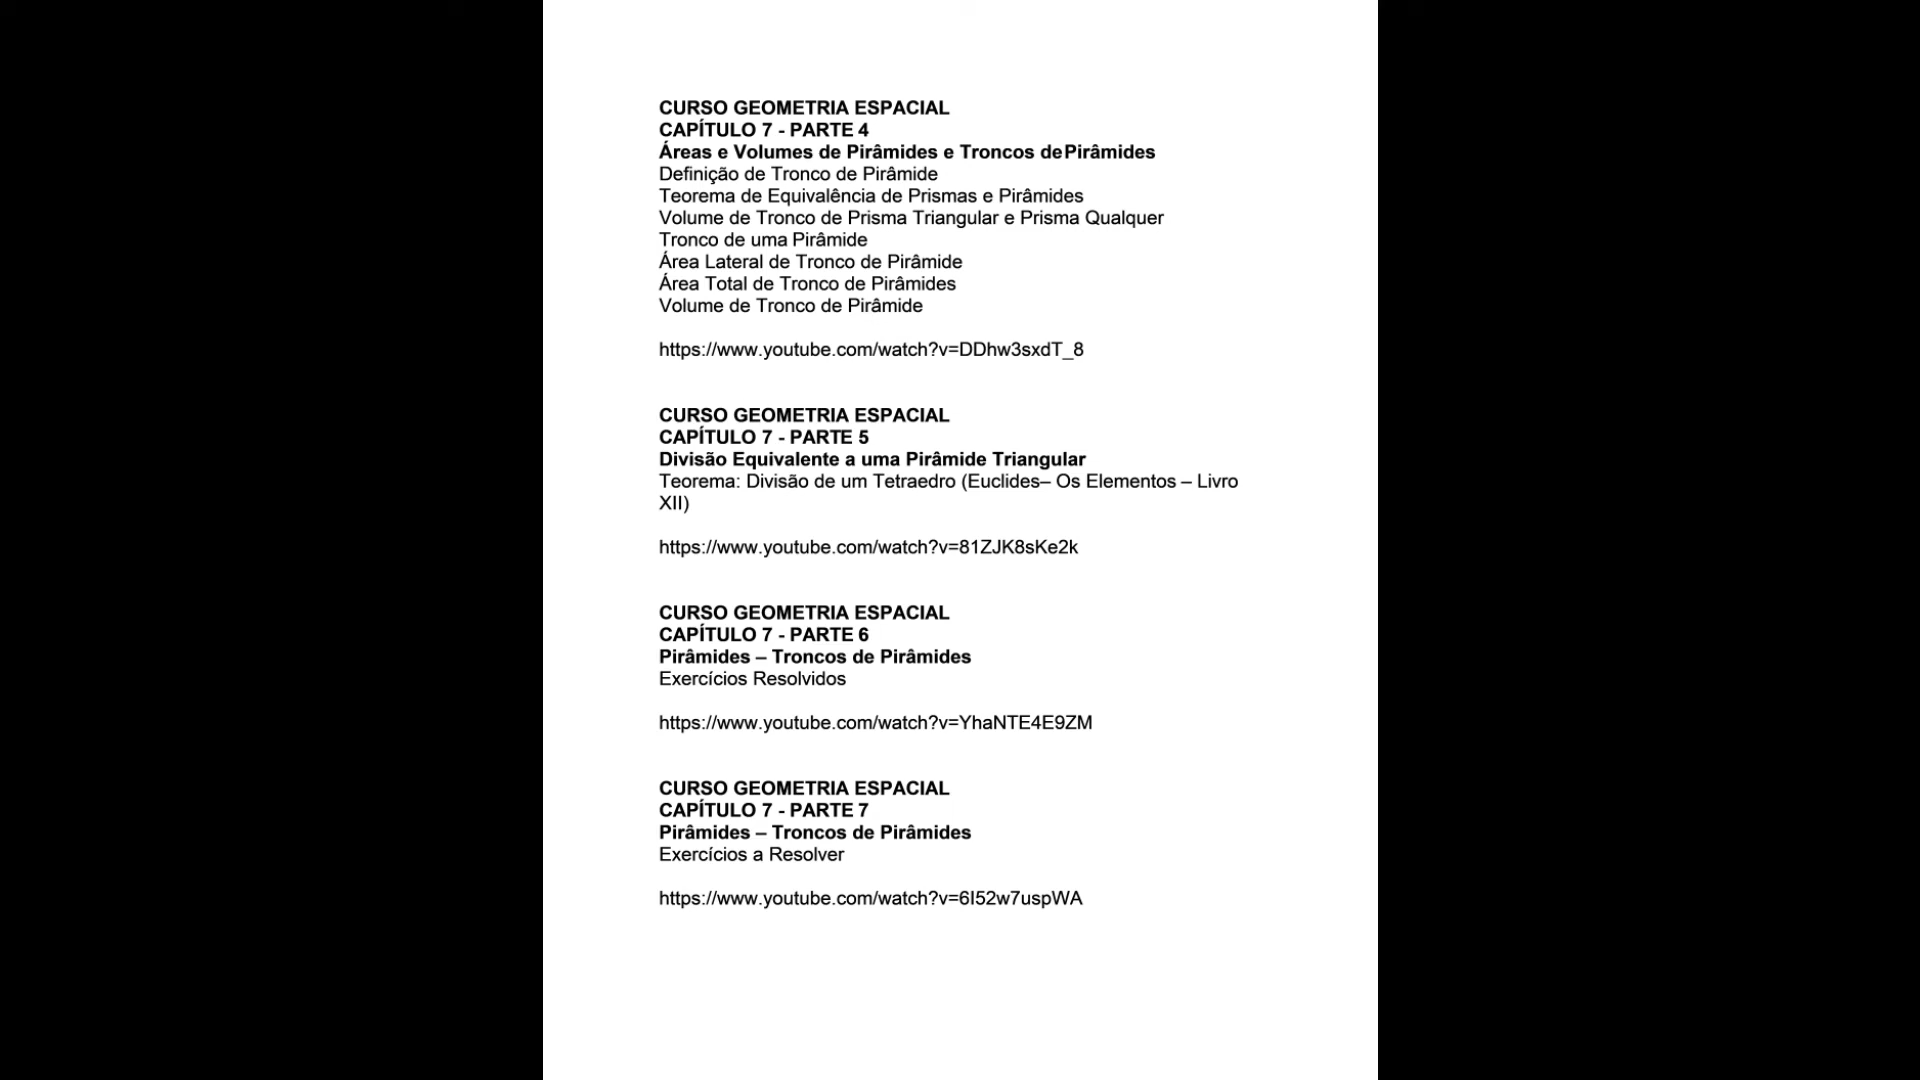 CURSO GEOMETRIA ESPACIAL
CAPÍTULO 7 - PARTE 4
Áreas e Volumes de Pirâmides e Troncos de Pirâmides
Definição de Tronco de Pirâmide
Teorema de Equivalência de Prismas e Pirâmides
Volume de Tronco de Prisma Triangular e Prisma Qualquer
Tronco de uma Pirâmide
Área Lateral de Tronco de Pirâmide
Área Total de Tronco de Pirâmides
Volume de Tronco de Pirâmide
https://www.youtube.com/watch?v=DDhw3sxdT_8
CURSO GEOMETRIA ESPACIAL
CAPÍTULO 7 - PARTE 5
Divisão Equivalente a uma Pirâmide Triangular
Teorema: Divisão de um Tetraedro (Euclides– Os Elementos – Livro
XII)
https://www.youtube.com/watch?v=81ZJK8sKe2k
CURSO GEOMETRIA ESPACIAL
CAPÍTULO 7 - PARTE 6
Pirâmides – Troncos de Pirâmides
Exercícios Resolvidos
https://www.youtube.com/watch?v=YhaNTE4E9ZM
CURSO GEOMETRIA ESPACIAL
CAPÍTULO 7 - PARTE 7
Pirâmides – Troncos de Pirâmides
Exercícios a Resolver
https://www.youtube.com/watch?v=6I52w7uspWA